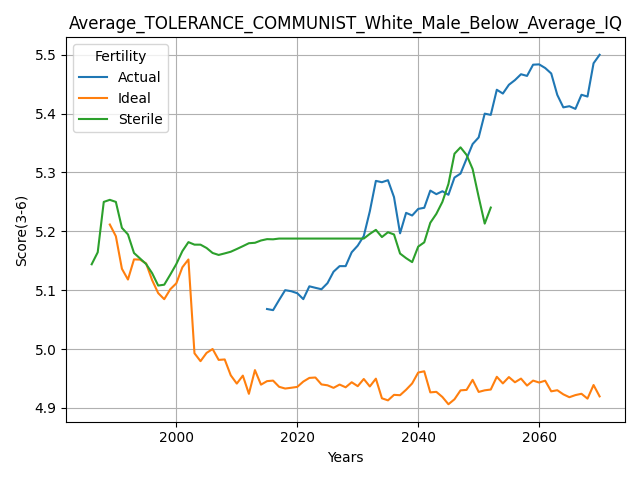 Average_TOLERANCE_COMMUNIST_White_Male_Below_Average_IQ
Fertility
Actual
Ideal
Sterile
Score(3-6)
5.5
5.4
5.3
5.2
5.1
5.0
4.9
2000 2020 2040 2060
Years